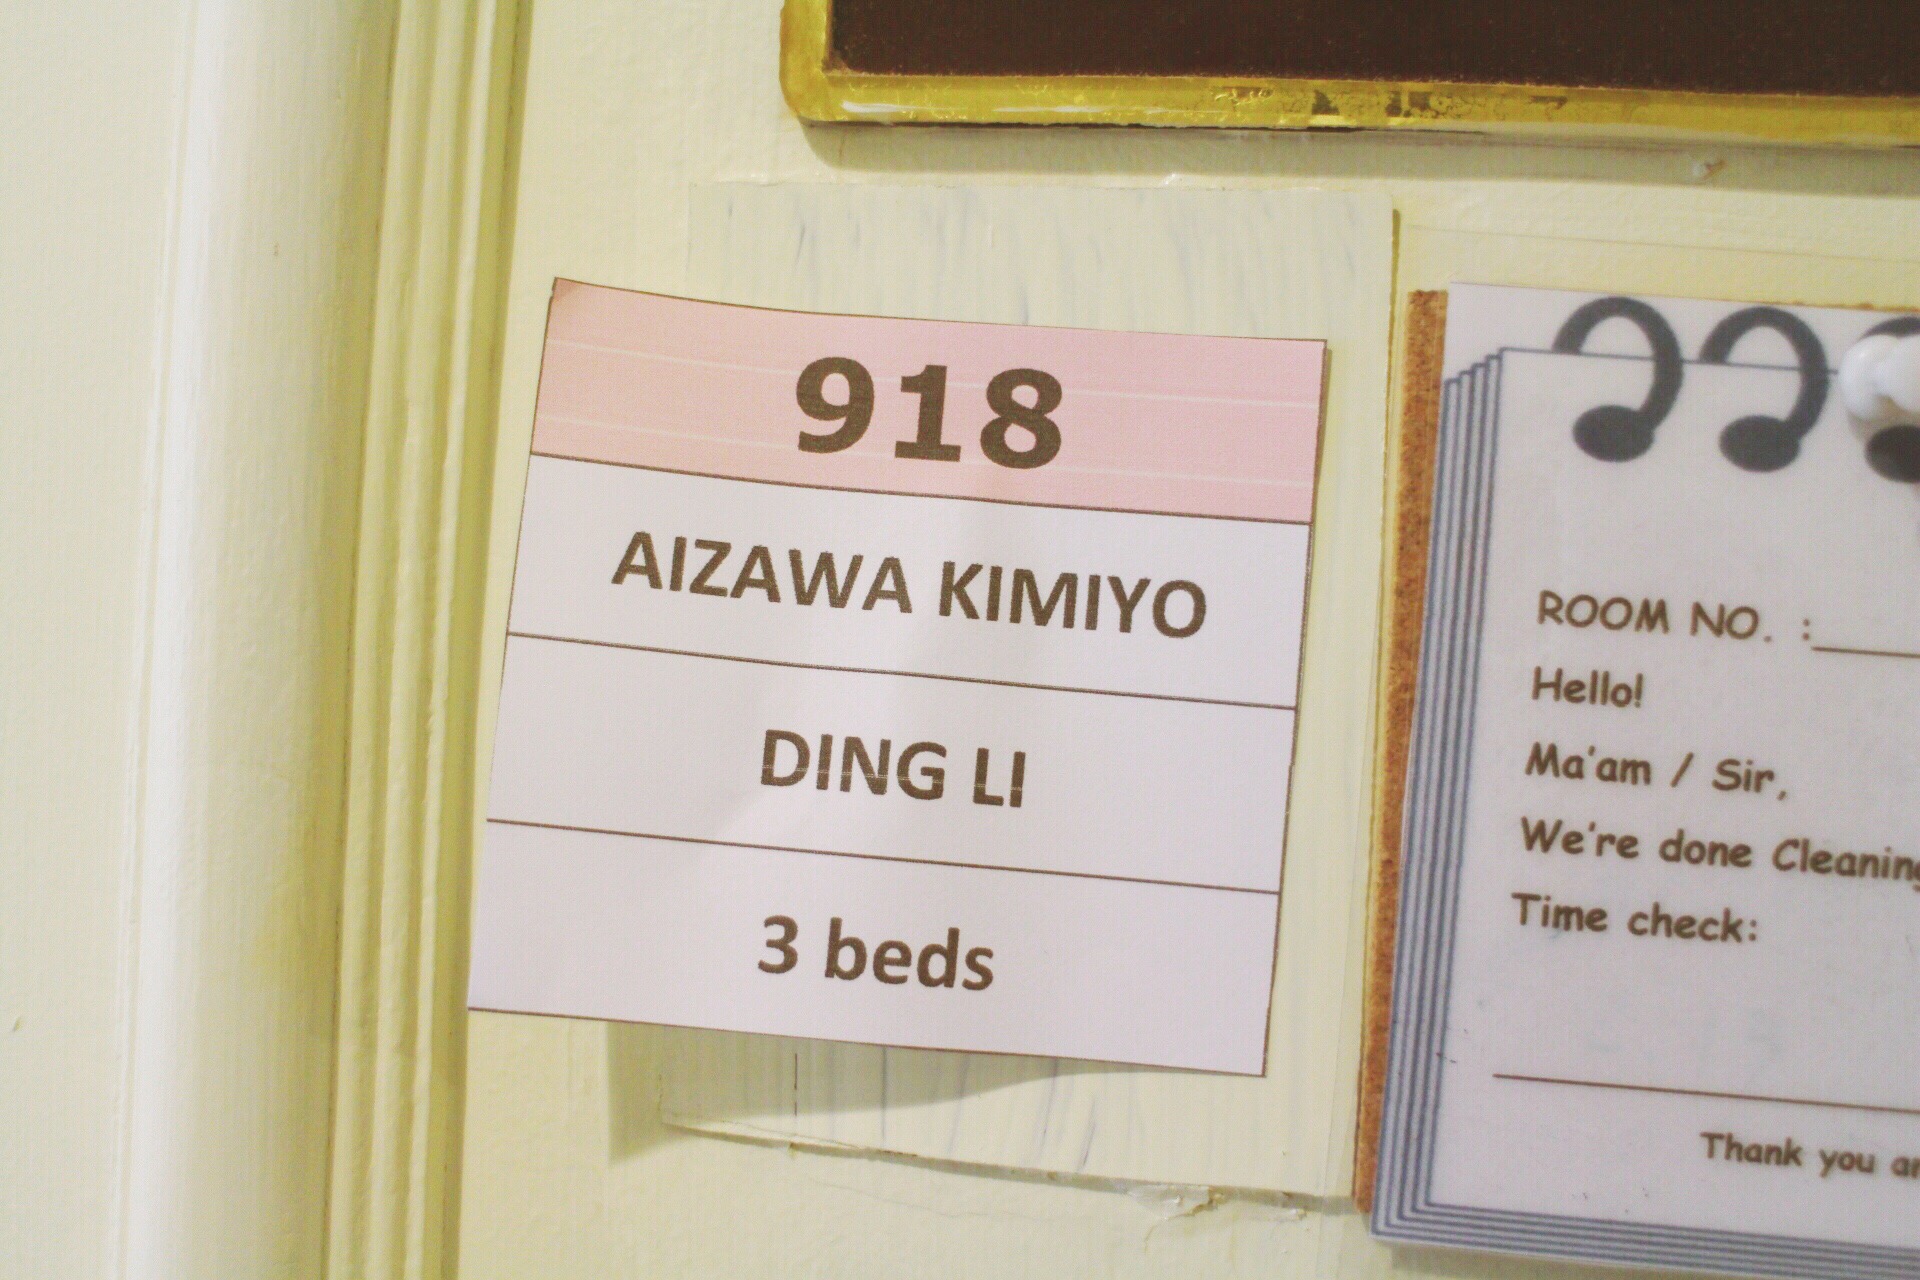 918
AIZAWA KIMIYO
DING LI
3 beds
ROOM NO. :
Hello!
Ma'am / Sir,
We're done Cleaning
Time check:
Thank you